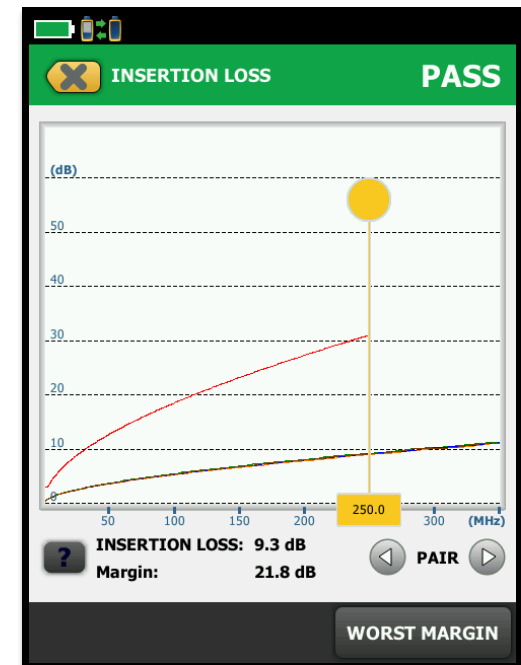 INSERTION LOSS PASS
(dB)
50
40
30
20
10
0
50 100 150 200 250.0 300 (MHz)
? INSERTION LOSS: 9.3 dB PAIR
Margin: 21.8 dB
WORST MARGIN